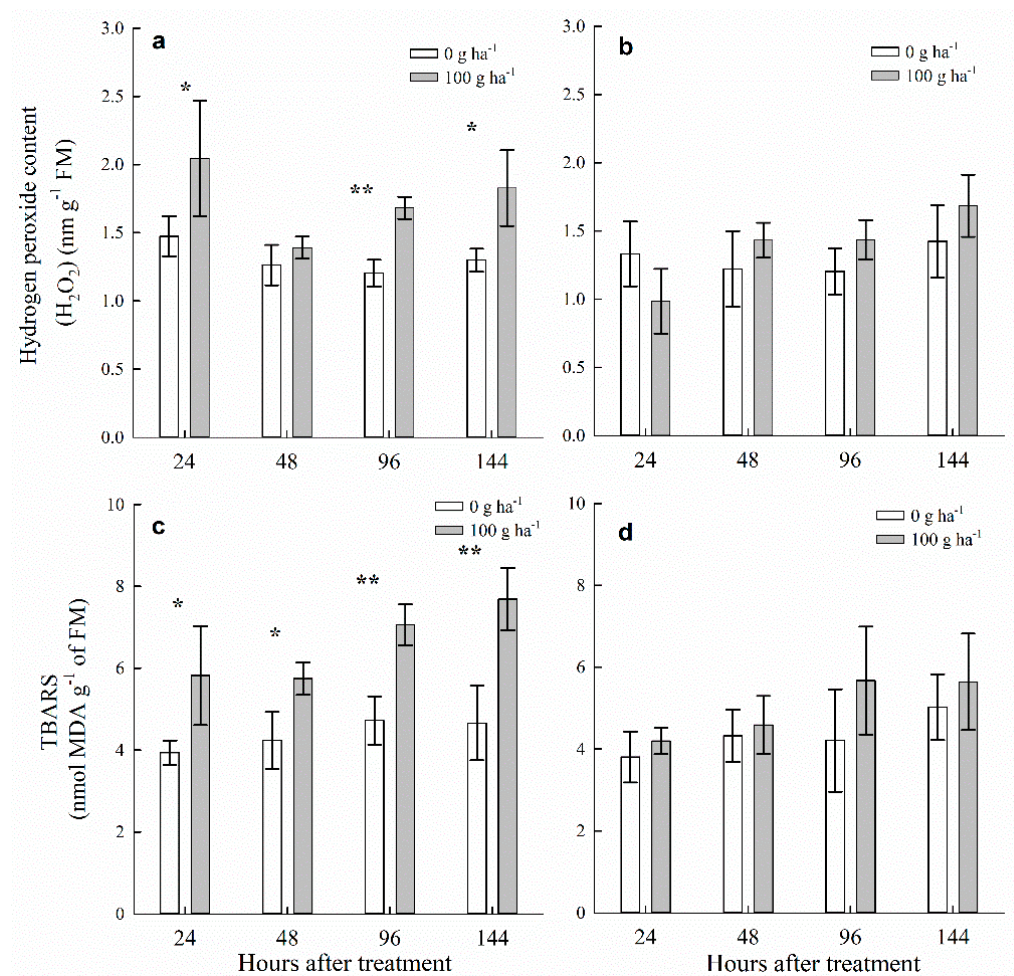 Hydrogen peroxide content
(H₂O₂) (nm g⁻¹ FM)
a
0 g ha⁻¹
100 g ha⁻¹
3.0
2.5
2.0
1.5
1.0
0.5
0.0
*
**
*
24 48 96 144
b
0 g ha⁻¹
100 g ha⁻¹
3.0
2.5
2.0
1.5
1.0
0.5
0.0
24 48 96 144
TBARS
(nmol MDA g⁻¹ of FM)
c
0 g ha⁻¹
100 g ha⁻¹
10
8
6
4
2
0
*
*
**
**
24 48 96 144
Hours after treatment
d
0 g ha⁻¹
100 g ha⁻¹
10
8
6
4
2
0
24 48 96 144
Hours after treatment